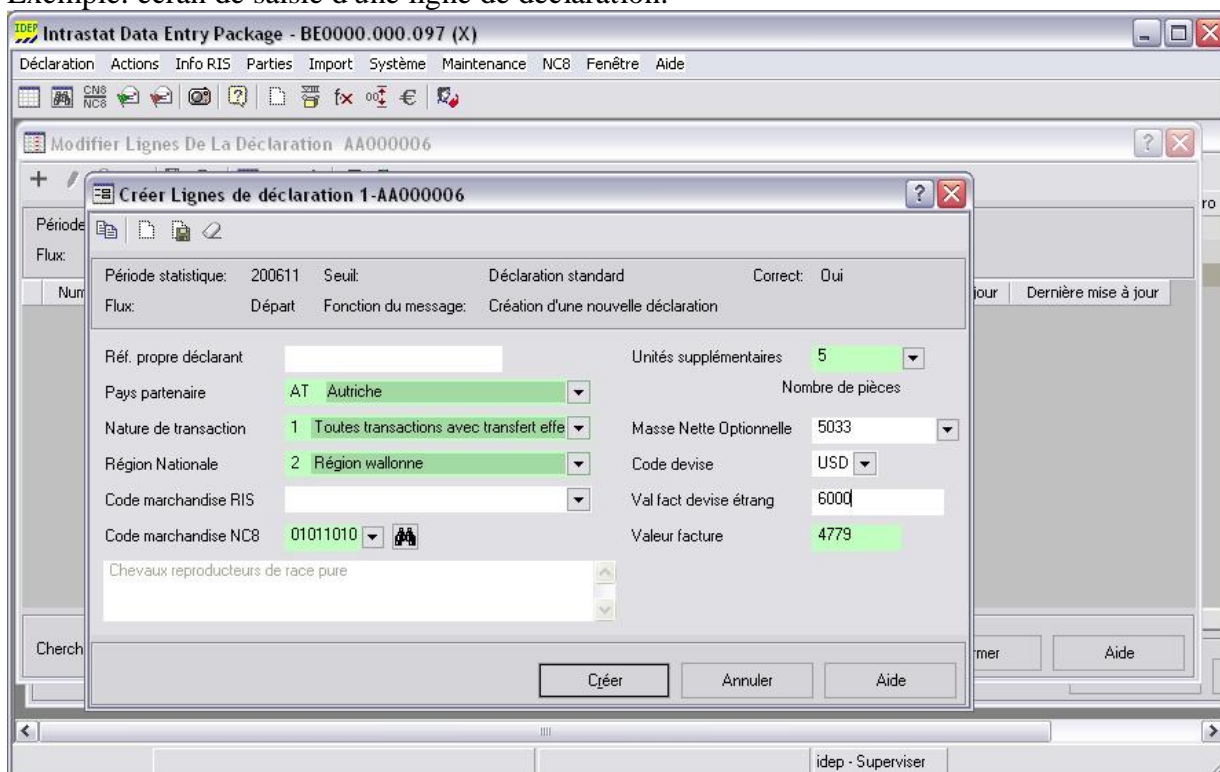 Exemple: écran de saisie d'une ligne de déclaration.
IDEP Intrastat Data Entry Package - BE0000.000.097 (X)
Déclaration Actions Info RIS Parties Import Système Maintenance NC8 Fenêtre Aide
CN8
NC8
Modifier Lignes De La Déclaration AA000006
Créer Lignes de déclaration 1-AA000006
Période
Flux:
Période statistique: 200611 Seuil: Déclaration standard Correct: Oui
Flux: Départ Fonction du message: Création d'une nouvelle déclaration
Num
jour Dernière mise à jour
Réf. propre déclarant
Unités supplémentaires 5
Pays partenaire AT Autriche
Nombre de pièces
Nature de transaction 1 Toutes transactions avec transfert effe
Masse Nette Optionnelle 5033
Région Nationale 2 Région wallonne
Code devise USD
Code marchandise RIS
Val fact devise étrang 6000
Code marchandise NC8 01011010
Valeur facture 4779
Chevaux reproducteurs de race pure
Cherch
rmer Aide
Créer Annuler Aide
idep - Superviser